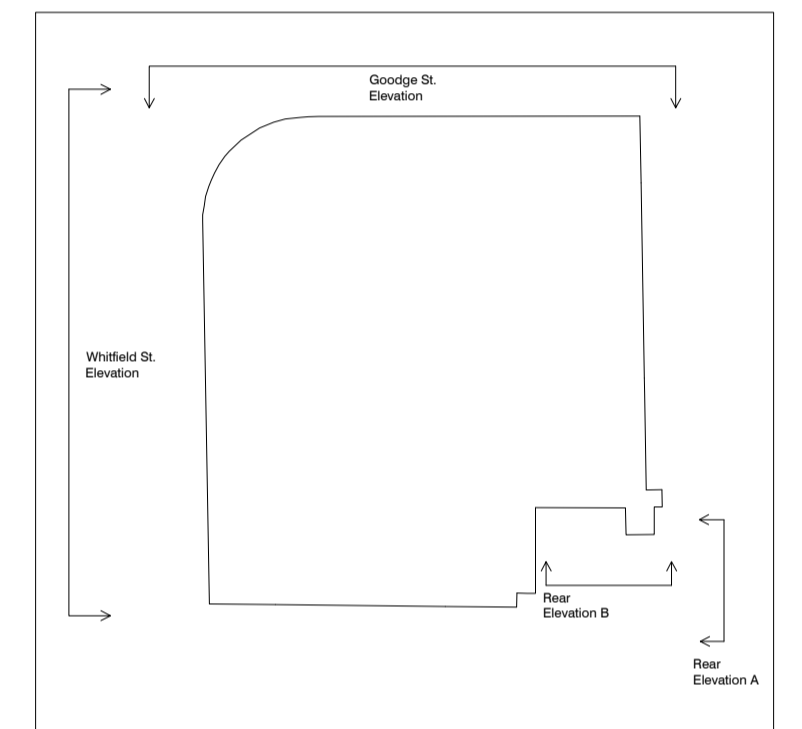 Goodge St.
Elevation
Whitfield St.
Elevation
Rear
Elevation B
Rear
Elevation A